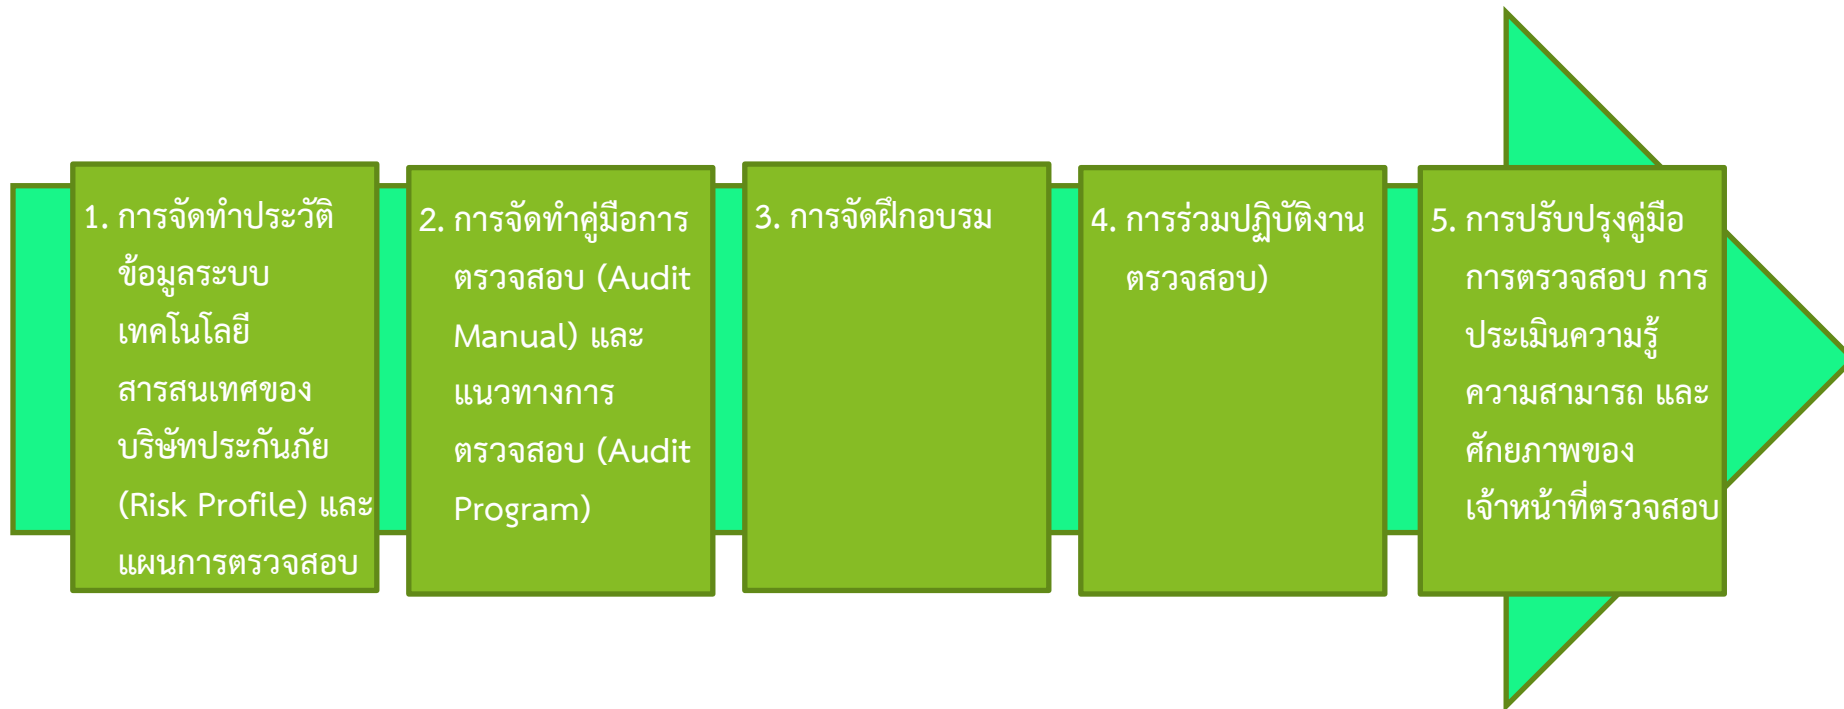 1. การจัดทำประวัติ
ข้อมูลระบบ
เทคโนโลยี
สารสนเทศของ
บริษัทประกันภัย
(Risk Profile) และ
แผนการตรวจสอบ
2. การจัดทำคู่มือการ
ตรวจสอบ (Audit
Manual) และ
แนวทางการ
ตรวจสอบ (Audit
Program)
3. การจัดฝึกอบรม
4. การร่วมปฏิบัติงาน
ตรวจสอบ)
5. การปรับปรุงคู่มือ
การตรวจสอบ การ
ประเมินความรู้
ความสามารถ และ
ศักยภาพของ
เจ้าหน้าที่ตรวจสอบ